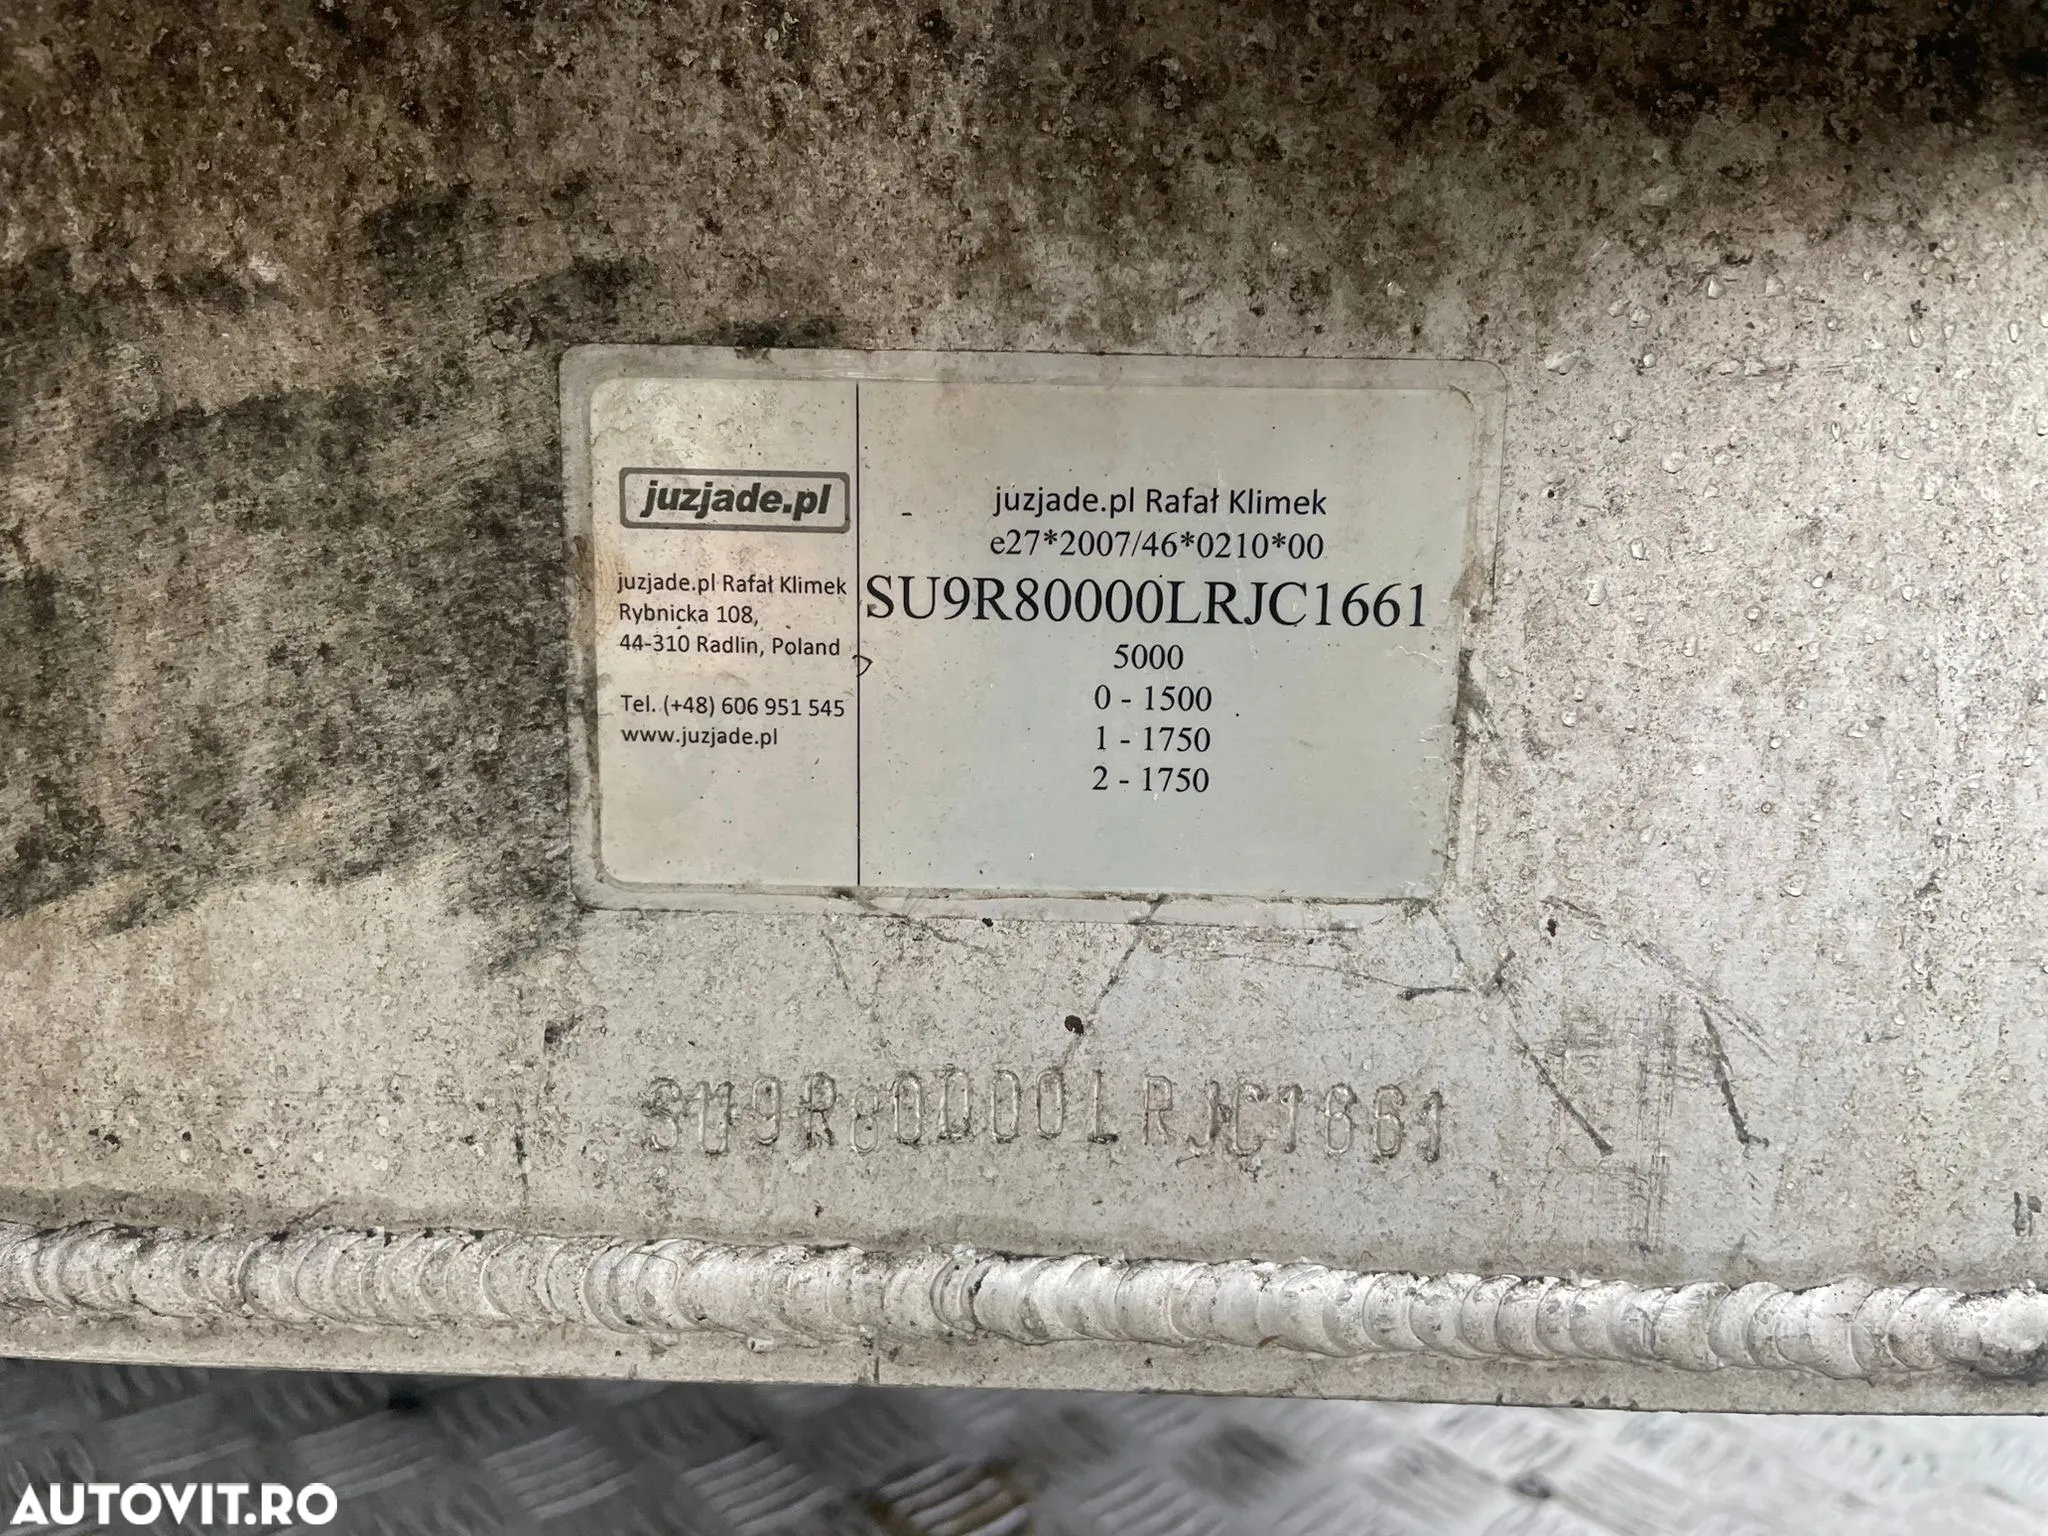 juzjade.pl
juzjade.pl Rafał Klimek
Rybnicka 108,
44-310 Radlin, Poland
Tel. (+48) 606 951 545
www.juzjade.pl
juzjade.pl Rafał Klimek
e27*2007/46*0210*00
SU9R80000LRJC1661
5000
0 - 1500
1 - 1750
2 - 1750
SU9R80000LRJC1661
AUTOVIT.RO